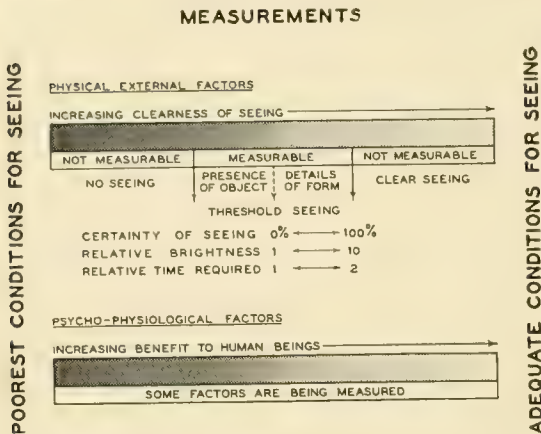 MEASUREMENTS
POOREST CONDITIONS FOR SEEING
PHYSICAL EXTERNAL FACTORS
INCREASING CLEARNESS OF SEEING
NOT MEASURABLE MEASURABLE NOT MEASURABLE
NO SEEING PRESENCE OF OBJECT DETAILS OF FORM CLEAR SEEING
THRESHOLD SEEING
CERTAINTY OF SEEING 0% 100%
RELATIVE BRIGHTNESS 1 10
RELATIVE TIME REQUIRED 1 2
PSYCHO-PHYSIOLOGICAL FACTORS
INCREASING BENEFIT TO HUMAN BEINGS
SOME FACTORS ARE BEING MEASURED
ADEQUATE CONDITIONS FOR SEEING